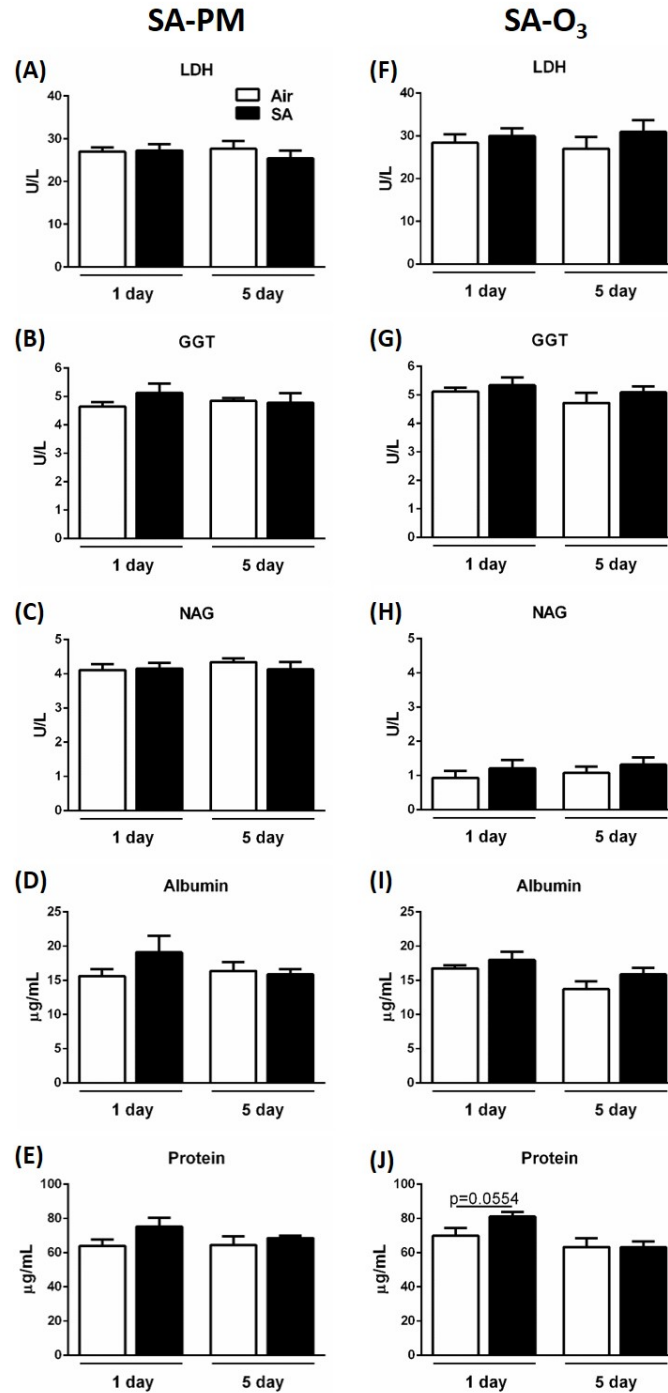 SA-PM
SA-O₃
(A)
LDH
Air
SA
40
30
20
10
0
U/L
1 day
5 day
(F)
LDH
40
30
20
10
0
U/L
1 day
5 day
(B)
GGT
6
5
4
3
2
1
0
U/L
1 day
5 day
(G)
GGT
6
5
4
3
2
1
0
U/L
1 day
5 day
(C)
NAG
5
4
3
2
1
0
U/L
1 day
5 day
(H)
NAG
5
4
3
2
1
0
U/L
1 day
5 day
(D)
Albumin
25
20
15
10
5
0
µg/mL
1 day
5 day
(I)
Albumin
25
20
15
10
5
0
µg/mL
1 day
5 day
(E)
Protein
100
80
60
40
20
0
µg/mL
1 day
5 day
(J)
Protein
p=0.0554
100
80
60
40
20
0
µg/mL
1 day
5 day